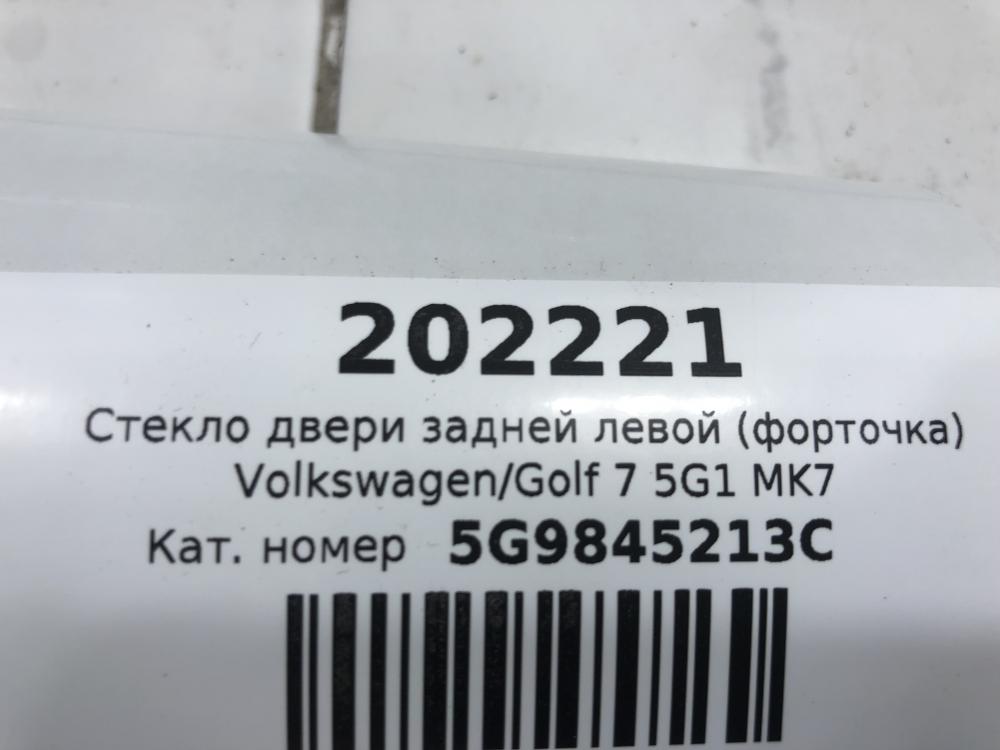 202221
Стекло двери задней левой (форточка)
Volkswagen/Golf 7 5G1 MK7
Кат. номер 5G9845213C